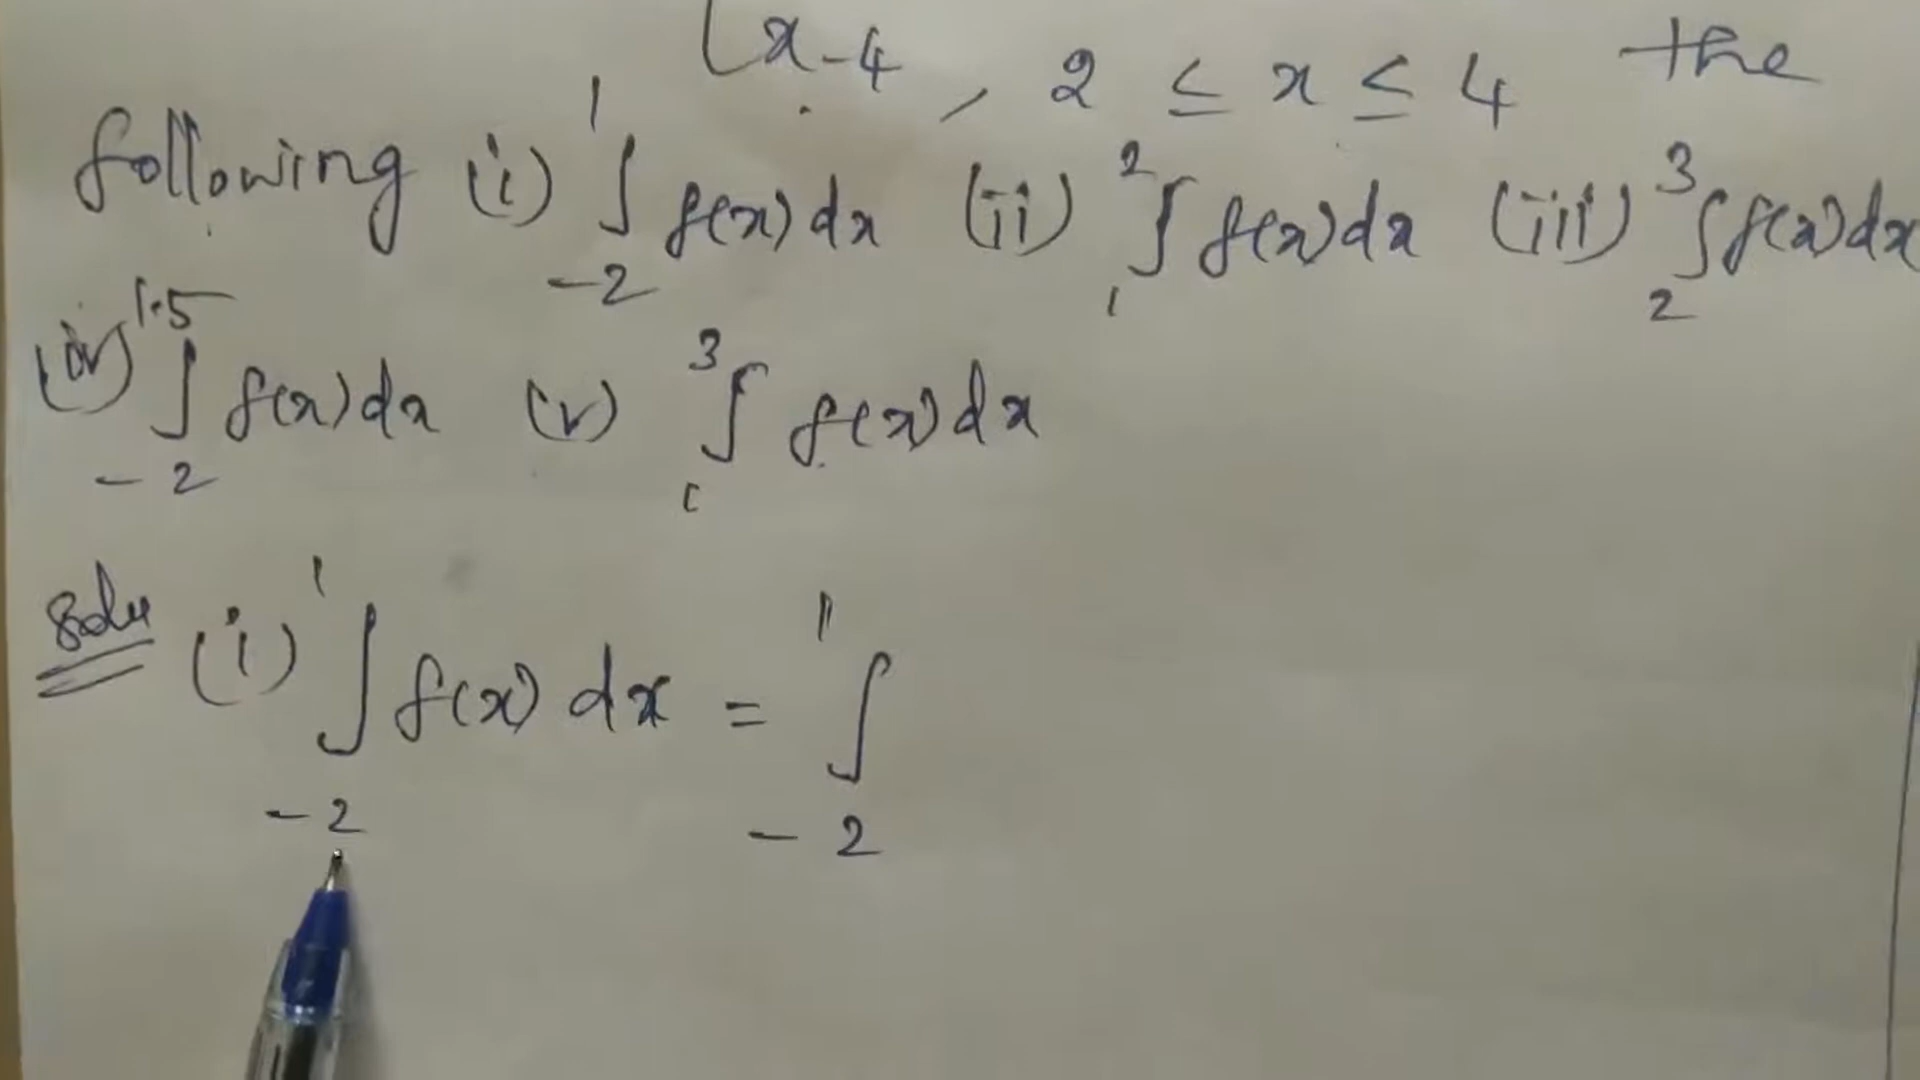 {x-4, 2 ≤ x ≤ 4 the
following (i) ∫_{-2}^{1} f(x) dx (ii) ∫_{1}^{2} f(x) dx (iii) ∫_{2}^{3} f(x) dx
(iv) ∫_{-2}^{1.5} f(x) dx (v) ∫_{1}^{3} f(x) dx
Soln (i) ∫_{-2}^{1} f(x) dx = ∫_{-2}^{1}